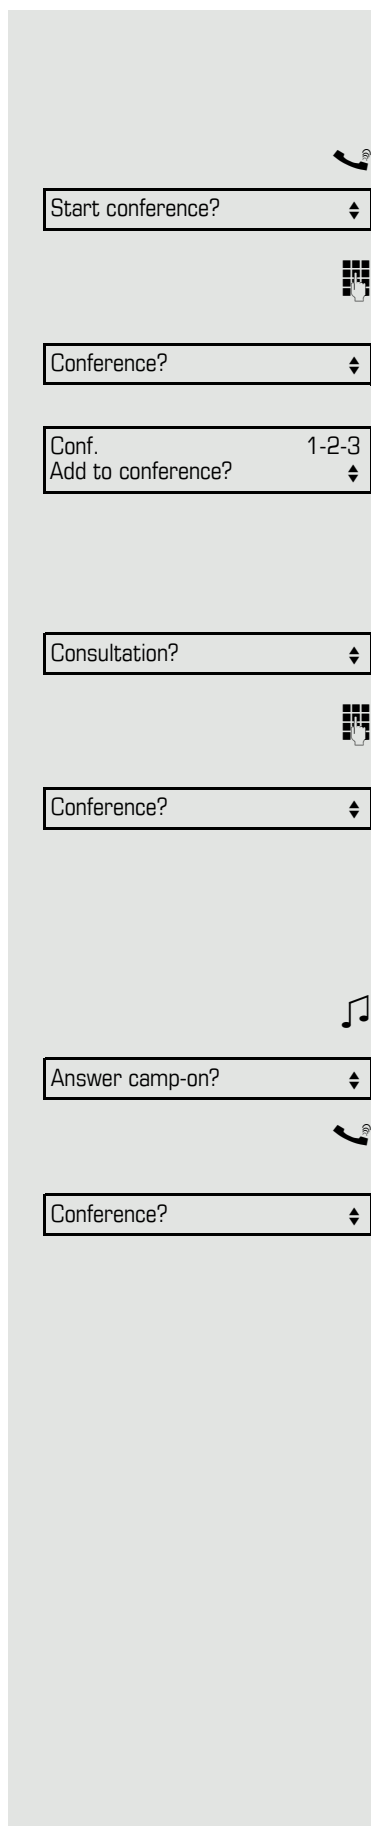 Start conference?
Conference?
Conf. 1-2-3
Add to conference?
Consultation?
Conference?
Answer camp-on?
Conference?